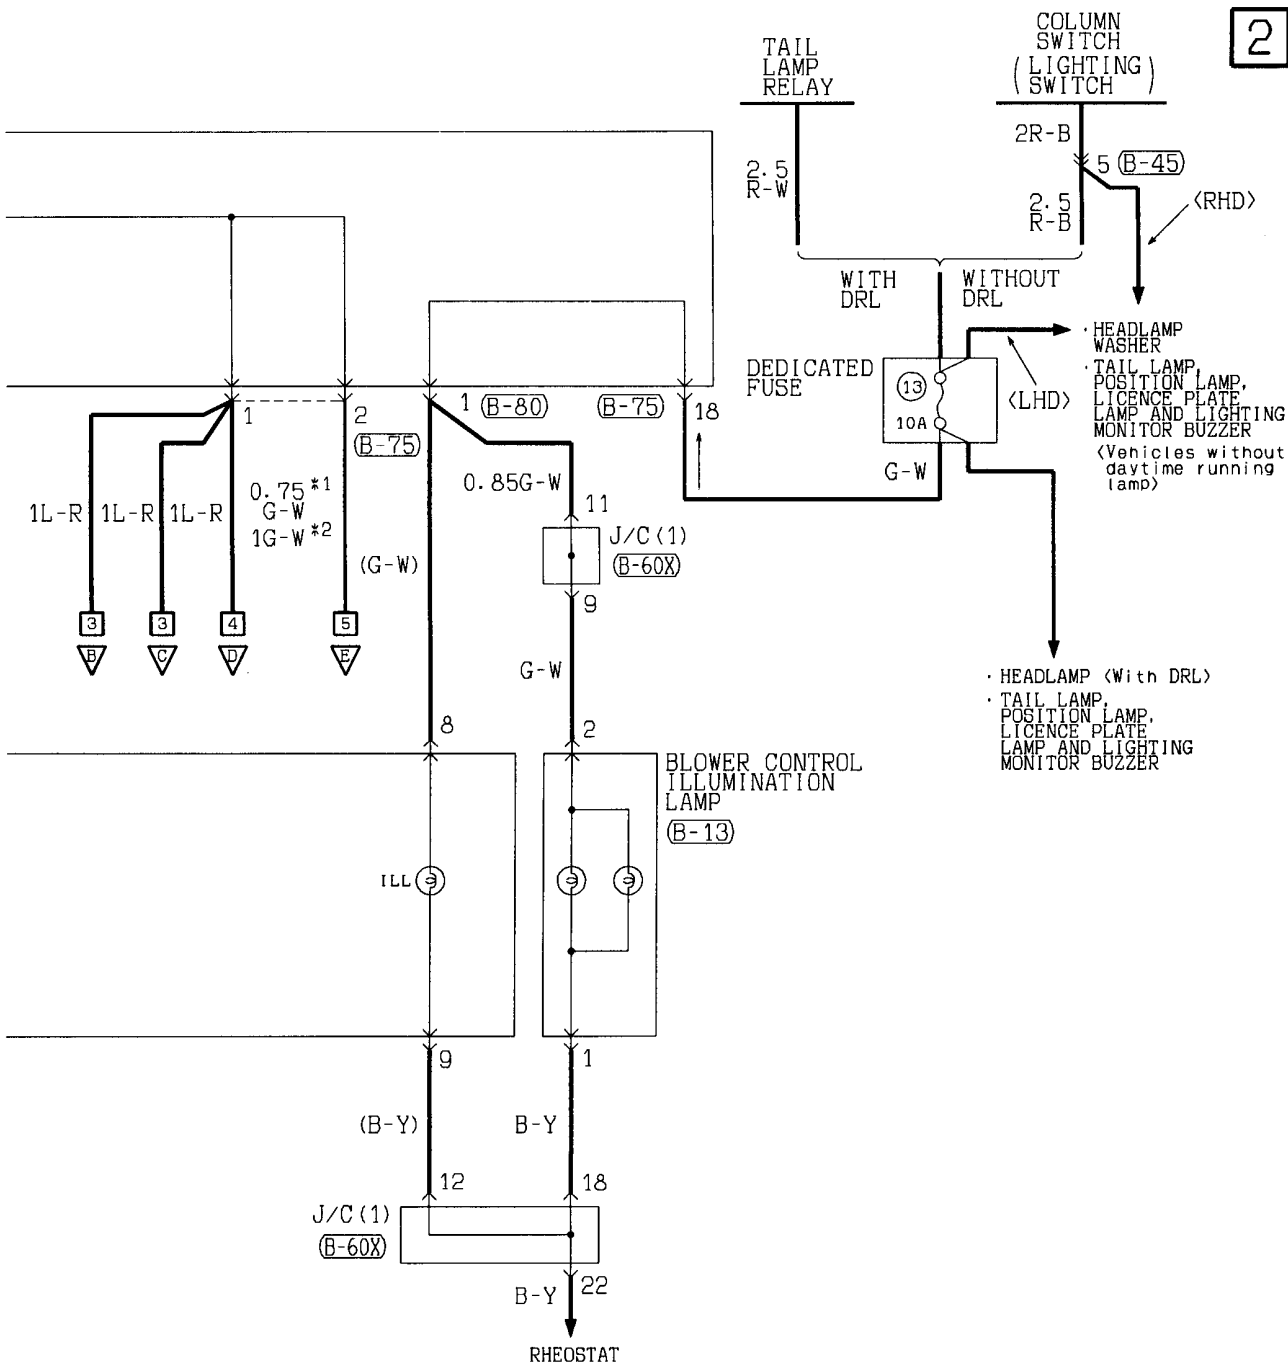 2
COLUMN
SWITCH
(LIGHTING
SWITCH)
TAIL
LAMP
RELAY
2R-B
5 (B-45)
2.5
R-W
2.5
R-B
<RHD>
WITH
DRL
WITHOUT
DRL
DEDICATED
FUSE
13
10A
<LHD>
· HEADLAMP
WASHER
· TAIL LAMP,
POSITION LAMP,
LICENCE PLATE
LAMP AND LIGHTING
MONITOR BUZZER
<Vehicles without
daytime running
lamp>
1
2
(B-75)
1 (B-80)
(B-75) 18
G-W
1L-R
1L-R
1L-R
0.75*1
G-W
1G-W*2
(G-W)
0.85G-W
11
J/C(1)
(B-60X)
9
3
3
4
5
B
C
D
E
G-W
8
2
· HEADLAMP <With DRL>
· TAIL LAMP,
POSITION LAMP,
LICENCE PLATE
LAMP AND LIGHTING
MONITOR BUZZER
BLOWER CONTROL
ILLUMINATION
LAMP
(B-13)
ILL
9
1
(B-Y)
B-Y
12
18
J/C(1)
(B-60X)
22
B-Y
RHEOSTAT